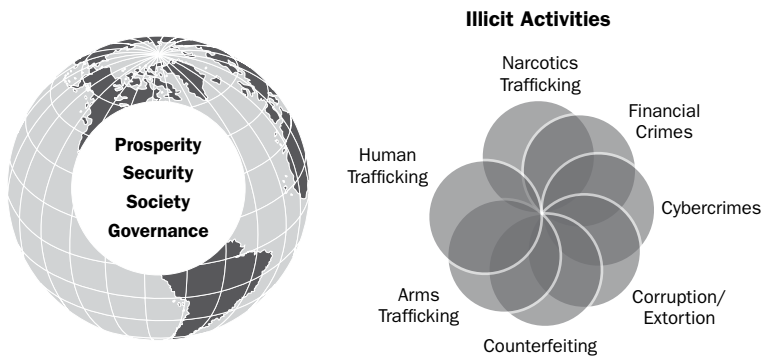 Illicit Activities
Prosperity
Security
Society
Governance
Narcotics
Trafficking
Financial
Crimes
Cybercrimes
Corruption/
Extortion
Counterfeiting
Arms
Trafficking
Human
Trafficking